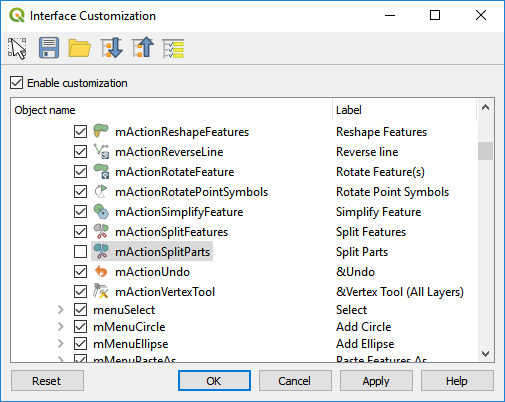 Interface Customization
Enable customization
Object name Label
mActionReshapeFeatures Reshape Features
mActionReverseLine Reverse line
mActionRotateFeature Rotate Feature(s)
mActionRotatePointSymbols Rotate Point Symbols
mActionSimplifyFeature Simplify Feature
mActionSplitFeatures Split Features
mActionSplitParts Split Parts
mActionUndo &Undo
mActionVertexTool &Vertex Tool (All Layers)
menuSelect Select
mMenuCircle Add Circle
mMenuEllipse Add Ellipse
mMenuPasteAs Paste Features As
Reset OK Cancel Apply Help